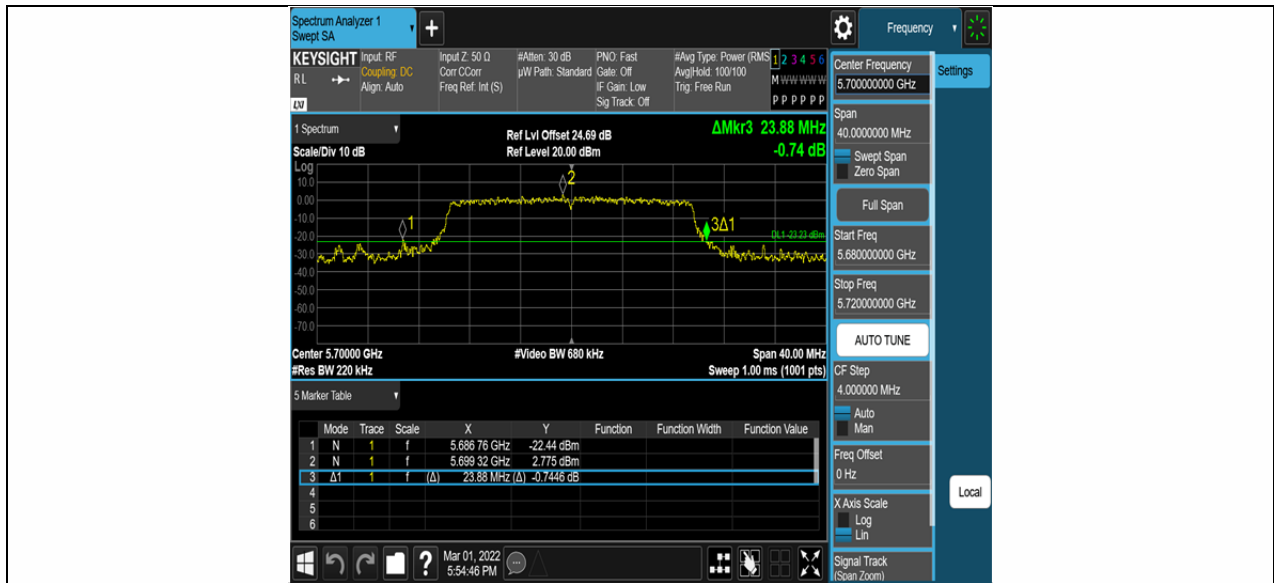 Spectrum Analyzer 1
Swept SA
+
Frequency
KEYSIGHT Input: RF Input Z: 50 Ω #Atten: 30 dB PNO: Fast #Avg Type: Power (RMS 1 2 3 4 5 6
RL Coupling: DC Corr CCorr µW Path: Standard Gate: Off Avg|Hold: 100/100 M W W W W W
Align: Auto Freq Ref: Int (S) IF Gain: Low Trig: Free Run
LXI Sig Track: Off P P P P P P
1 Spectrum
Ref Lvl Offset 24.69 dB ΔMkr3 23.88 MHz
Scale/Div 10 dB Ref Level 20.00 dBm -0.74 dB
Log
10.0
0.00
-10.0
-20.0
-30.0
-40.0
-50.0
-60.0
-70.0
1
2
3Δ1
DL1 -23.23 dBm
Center 5.70000 GHz #Video BW 680 kHz Span 40.00 MHz
#Res BW 220 kHz Sweep 1.00 ms (1001 pts)
5 Marker Table
Mode Trace Scale X Y Function Function Width Function Value
1 N 1 f 5.686 76 GHz -22.44 dBm
2 N 1 f 5.699 32 GHz 2.775 dBm
3 Δ1 1 f (Δ) 23.88 MHz (Δ) -0.7446 dB
4
5
6
Mar 01, 2022
5:54:46 PM
?
Center Frequency
5.700000000 GHz
Settings
Span
40.0000000 MHz
Swept Span
Zero Span
Full Span
Start Freq
5.680000000 GHz
Stop Freq
5.720000000 GHz
AUTO TUNE
CF Step
4.000000 MHz
Auto
Man
Freq Offset
0 Hz
Local
X Axis Scale
Log
Lin
Signal Track
(Span Zoom)